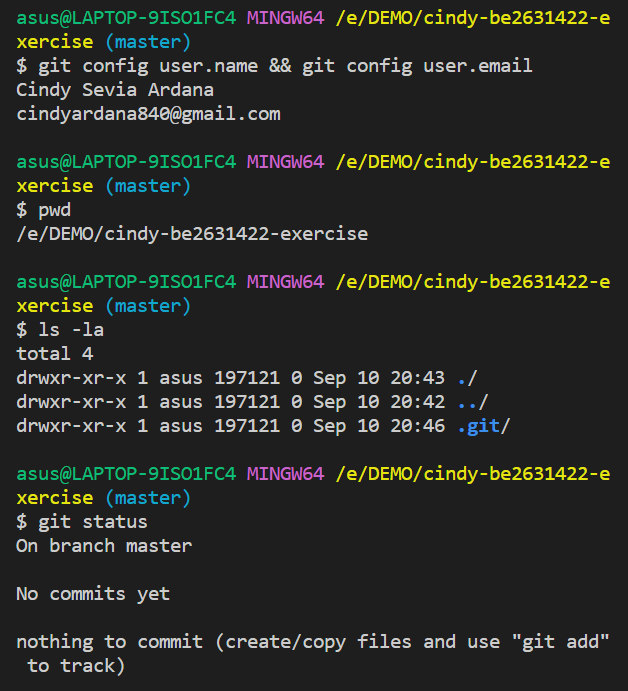 asus@LAPTOP-9ISO1FC4 MINGW64 /e/DEMO/cindy-be2631422-e
xercise (master)
$ git config user.name && git config user.email
Cindy Sevia Ardana
cindyardana840@gmail.com
asus@LAPTOP-9ISO1FC4 MINGW64 /e/DEMO/cindy-be2631422-e
xercise (master)
$ pwd
/e/DEMO/cindy-be2631422-exercise
asus@LAPTOP-9ISO1FC4 MINGW64 /e/DEMO/cindy-be2631422-e
xercise (master)
$ ls -la
total 4
drwxr-xr-x 1 asus 197121 0 Sep 10 20:43 ./
drwxr-xr-x 1 asus 197121 0 Sep 10 20:42 ../
drwxr-xr-x 1 asus 197121 0 Sep 10 20:46 .git/
asus@LAPTOP-9ISO1FC4 MINGW64 /e/DEMO/cindy-be2631422-e
xercise (master)
$ git status
On branch master
No commits yet
nothing to commit (create/copy files and use "git add"
 to track)